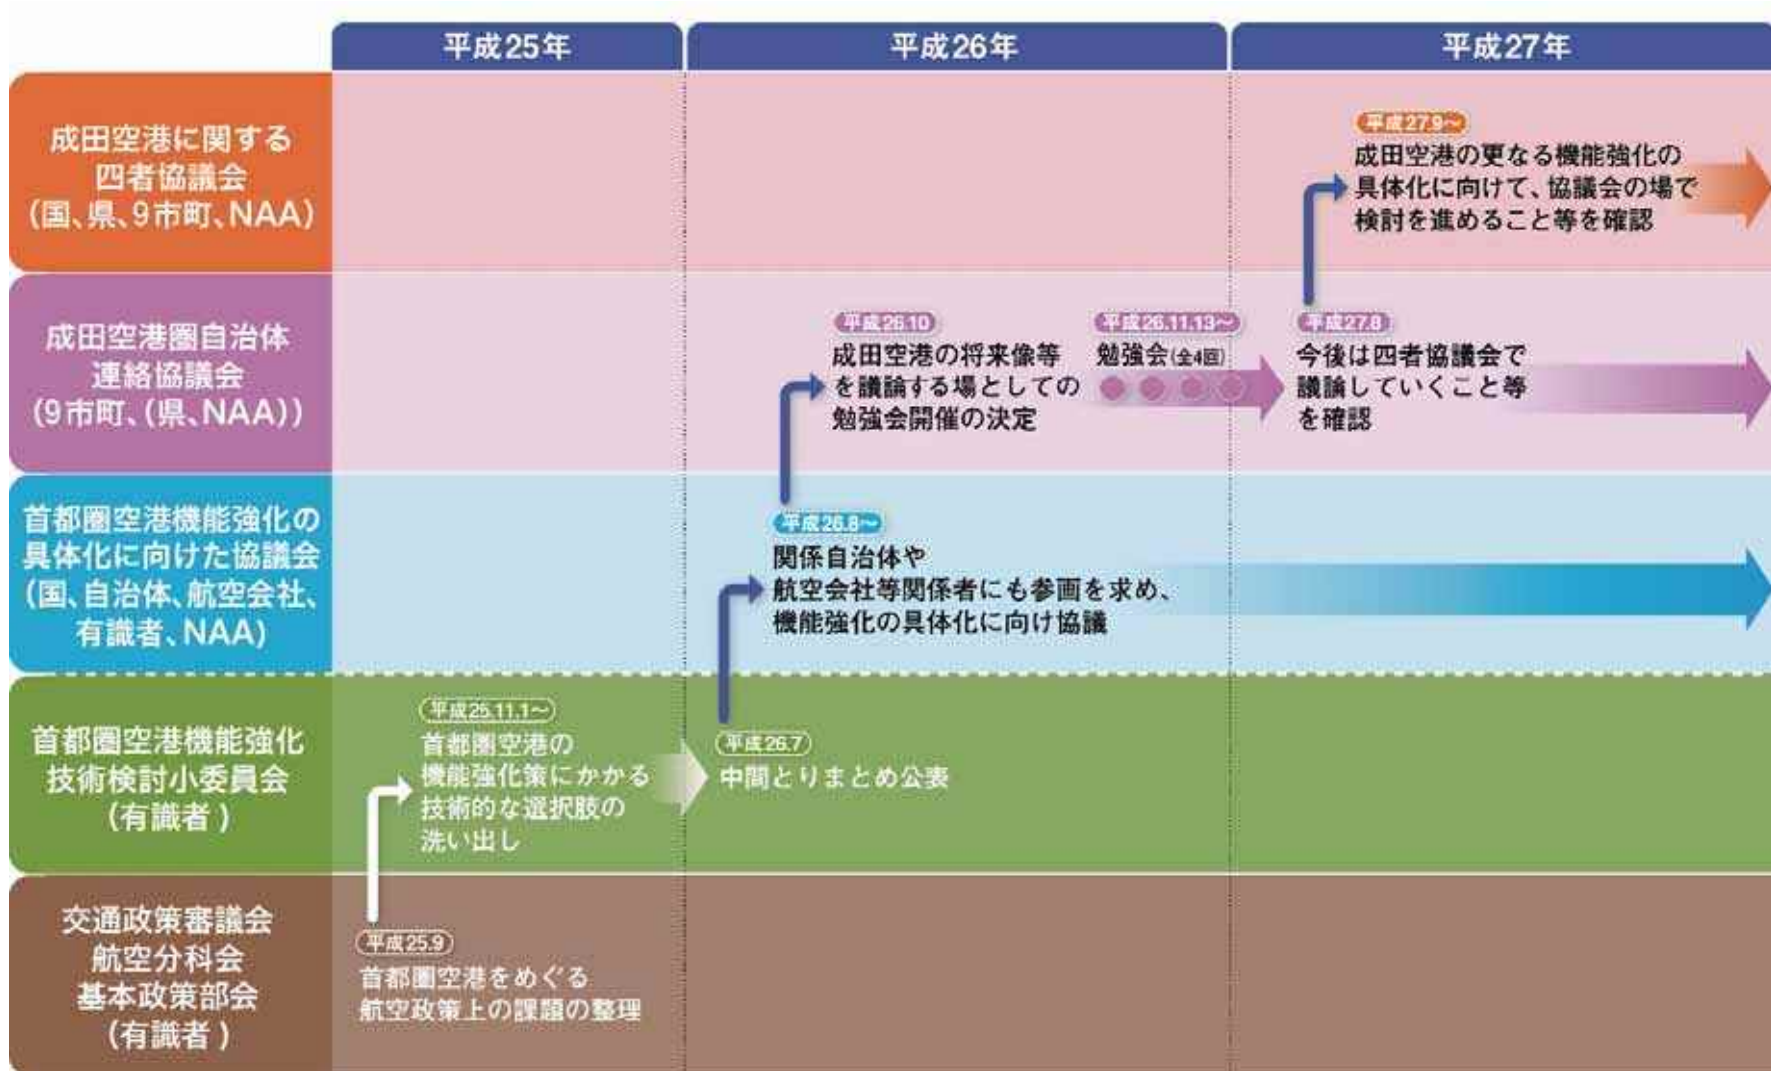 平成25年
平成26年
平成27年
成田空港に関する
四者協議会
(国、県、9市町、NAA)
平成27.9〜
成田空港の更なる機能強化の
具体化に向けて、協議会の場で
検討を進めること等を確認
成田空港圏自治体
連絡協議会
(9市町、(県、NAA))
平成26.10
成田空港の将来像等
を議論する場としての
勉強会開催の決定
平成26.11.13〜
勉強会(全4回)
平成27.8
今後は四者協議会で
議論していくこと等
を確認
首都圏空港機能強化の
具体化に向けた協議会
(国、自治体、航空会社、
有識者、NAA)
平成26.8〜
関係自治体や
航空会社等関係者にも参画を求め、
機能強化の具体化に向け協議
首都圏空港機能強化
技術検討小委員会
(有識者)
平成25.11.1〜
首都圏空港の
機能強化策にかかる
技術的な選択肢の
洗い出し
平成26.7
中間とりまとめ公表
交通政策審議会
航空分科会
基本政策部会
(有識者)
平成25.9
首都圏空港をめぐる
航空政策上の課題の整理